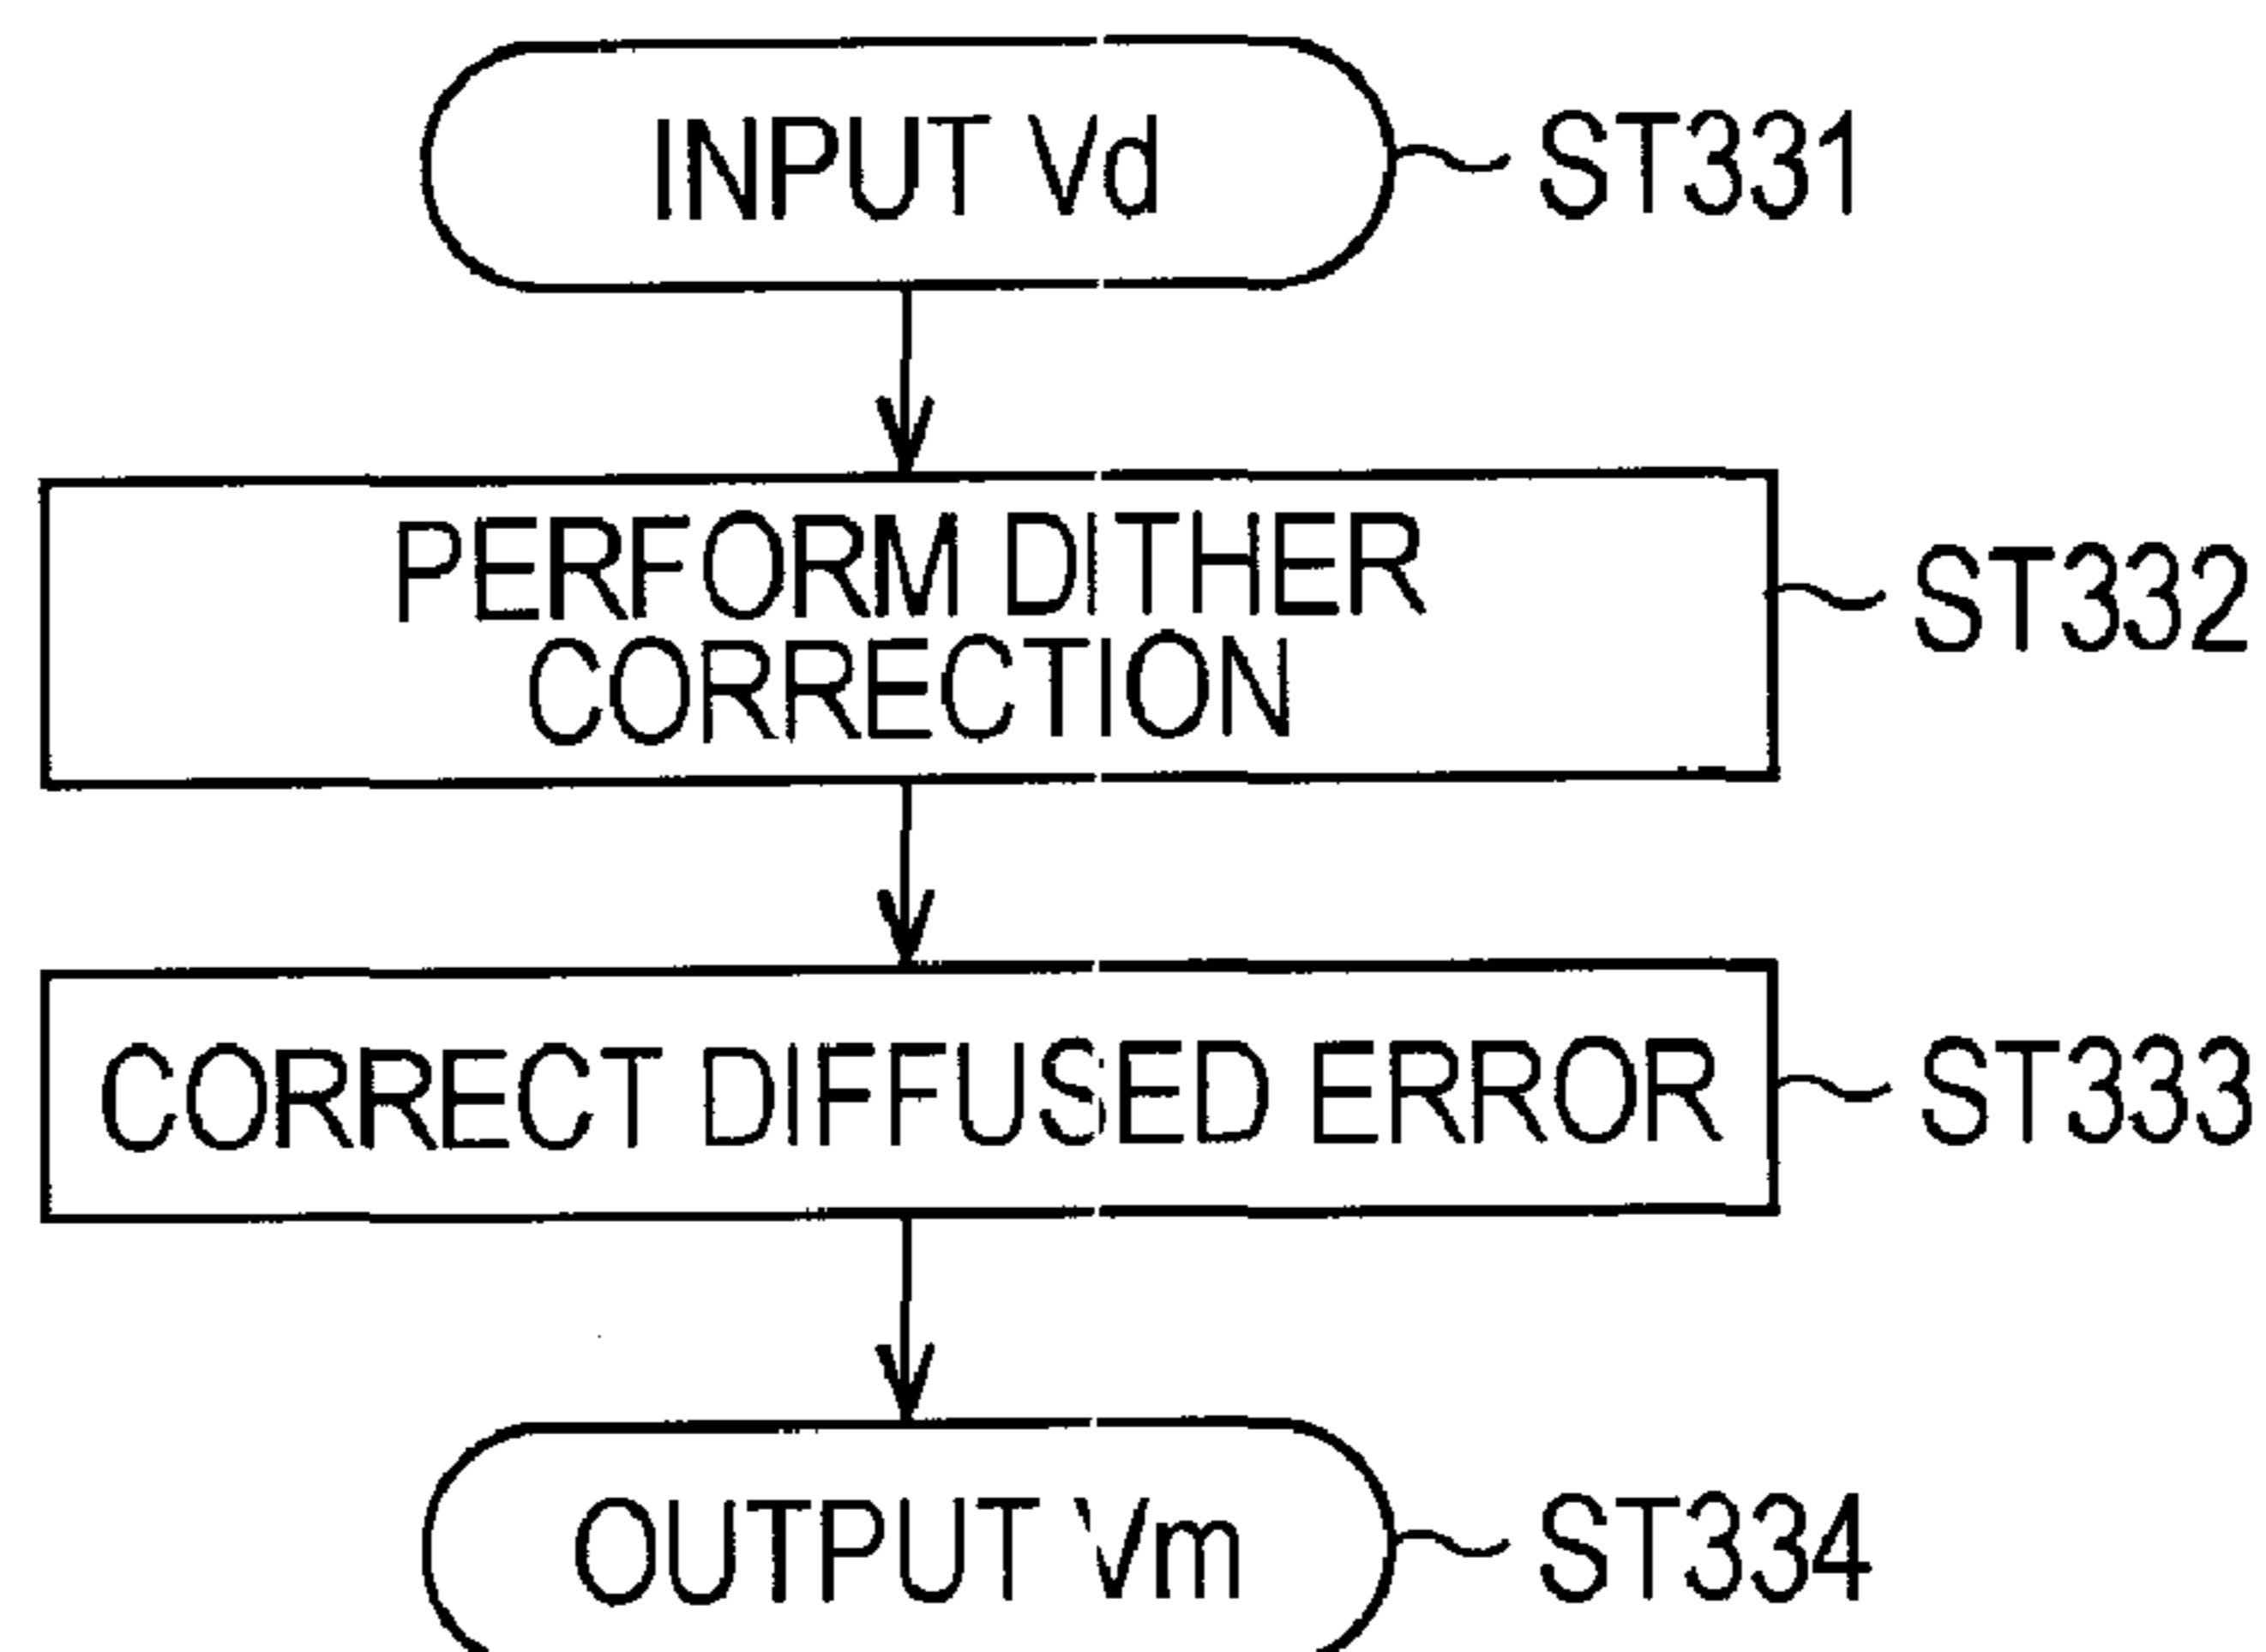 INPUT Vd ST331
PERFORM DITHER
CORRECTION
ST332
CORRECT DIFFUSED ERROR ST333
OUTPUT Vm ST334